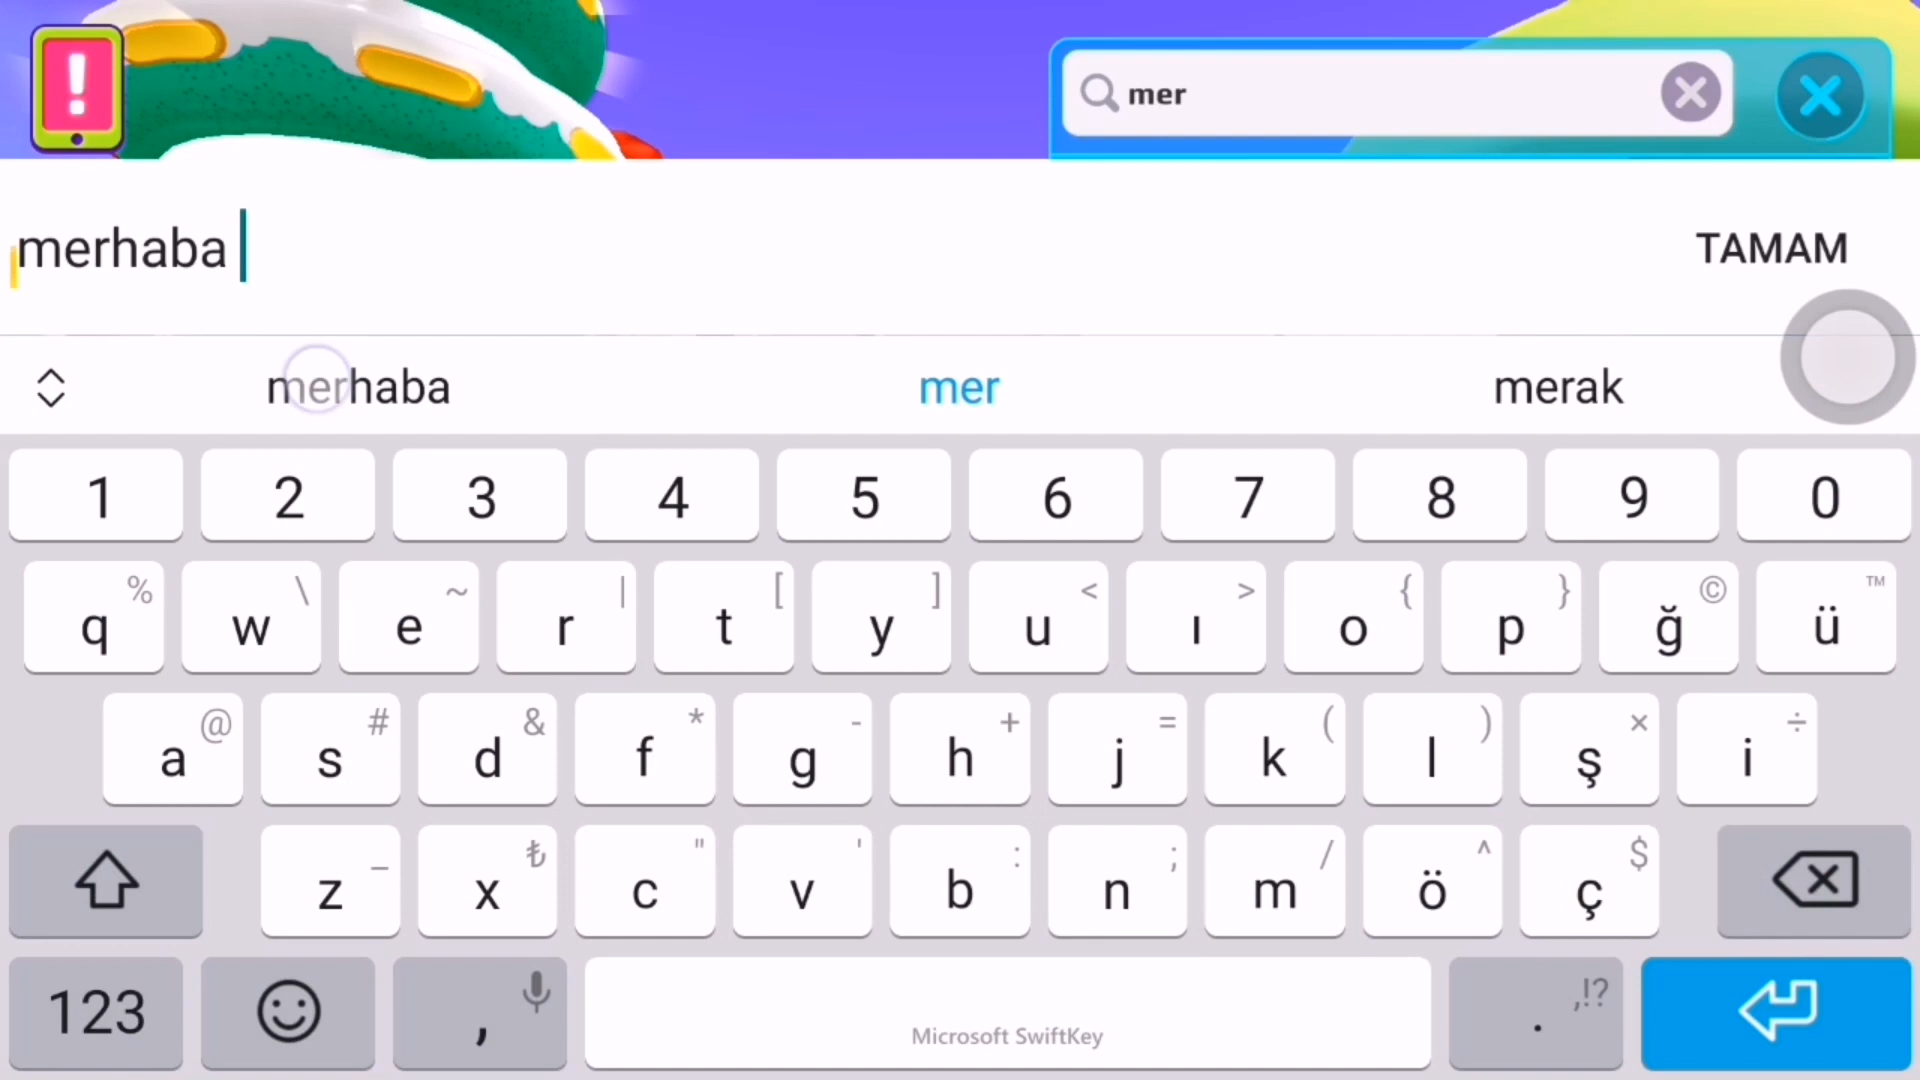 !
mer
merhaba
TAMAM
merhaba mer merak
1 2 3 4 5 6 7 8 9 0
% \ ~ | [ ] < > { } © ™
q w e r t y u ı o p ğ ü
@ # & * - + = ( ) × ÷
a s d f g h j k l ş i
_ ₺ " ' : ; / ^ $
z x c v b n m ö ç
123 , . ,!?
Microsoft SwiftKey